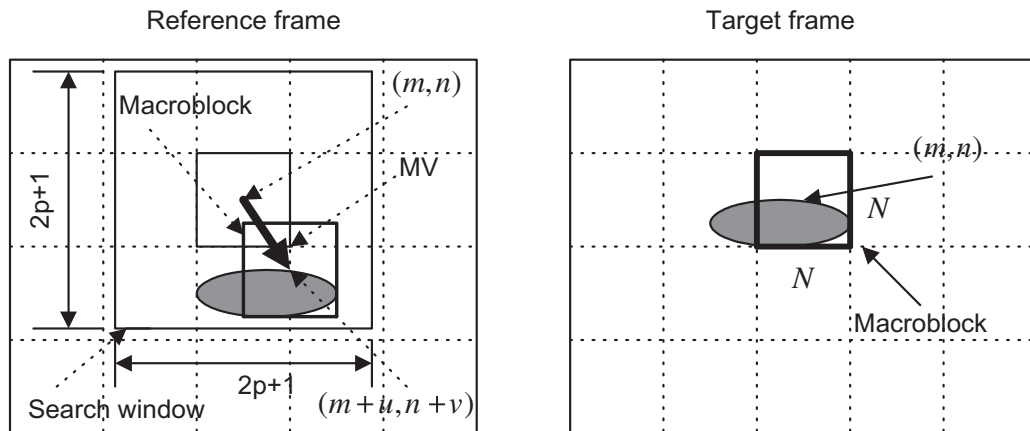 Reference frame
Target frame
(m,n)
Macroblock
MV
2p+1
2p+1
Search window
(m+u,n+v)
(m,n)
N
N
Macroblock